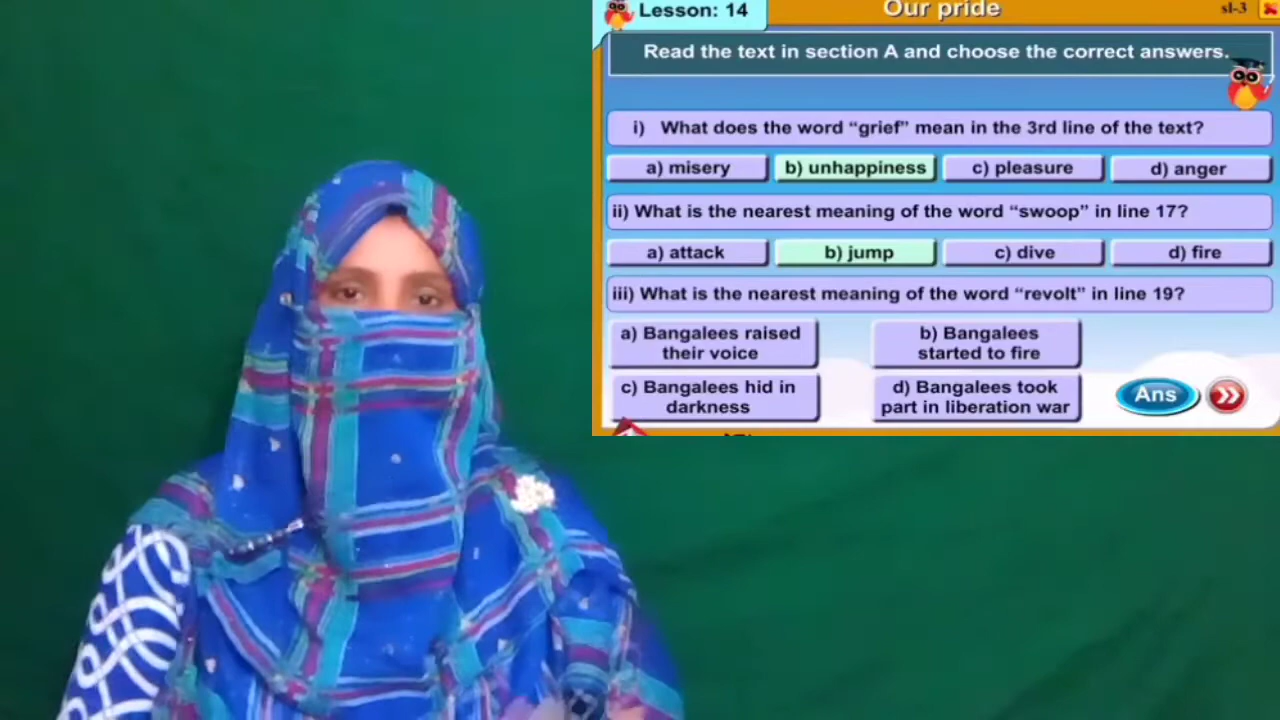 Lesson: 14
Our pride
sl-3
Read the text in section A and choose the correct answers.
i) What does the word “grief” mean in the 3rd line of the text?
a) misery
b) unhappiness
c) pleasure
d) anger
ii) What is the nearest meaning of the word “swoop” in line 17?
a) attack
b) jump
c) dive
d) fire
iii) What is the nearest meaning of the word “revolt” in line 19?
a) Bangalees raised
their voice
b) Bangalees
started to fire
c) Bangalees hid in
darkness
d) Bangalees took
part in liberation war
Ans